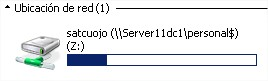 Ubicación de red (1)
satcuojo (\\Server11dc1\personal$)
(Z:)